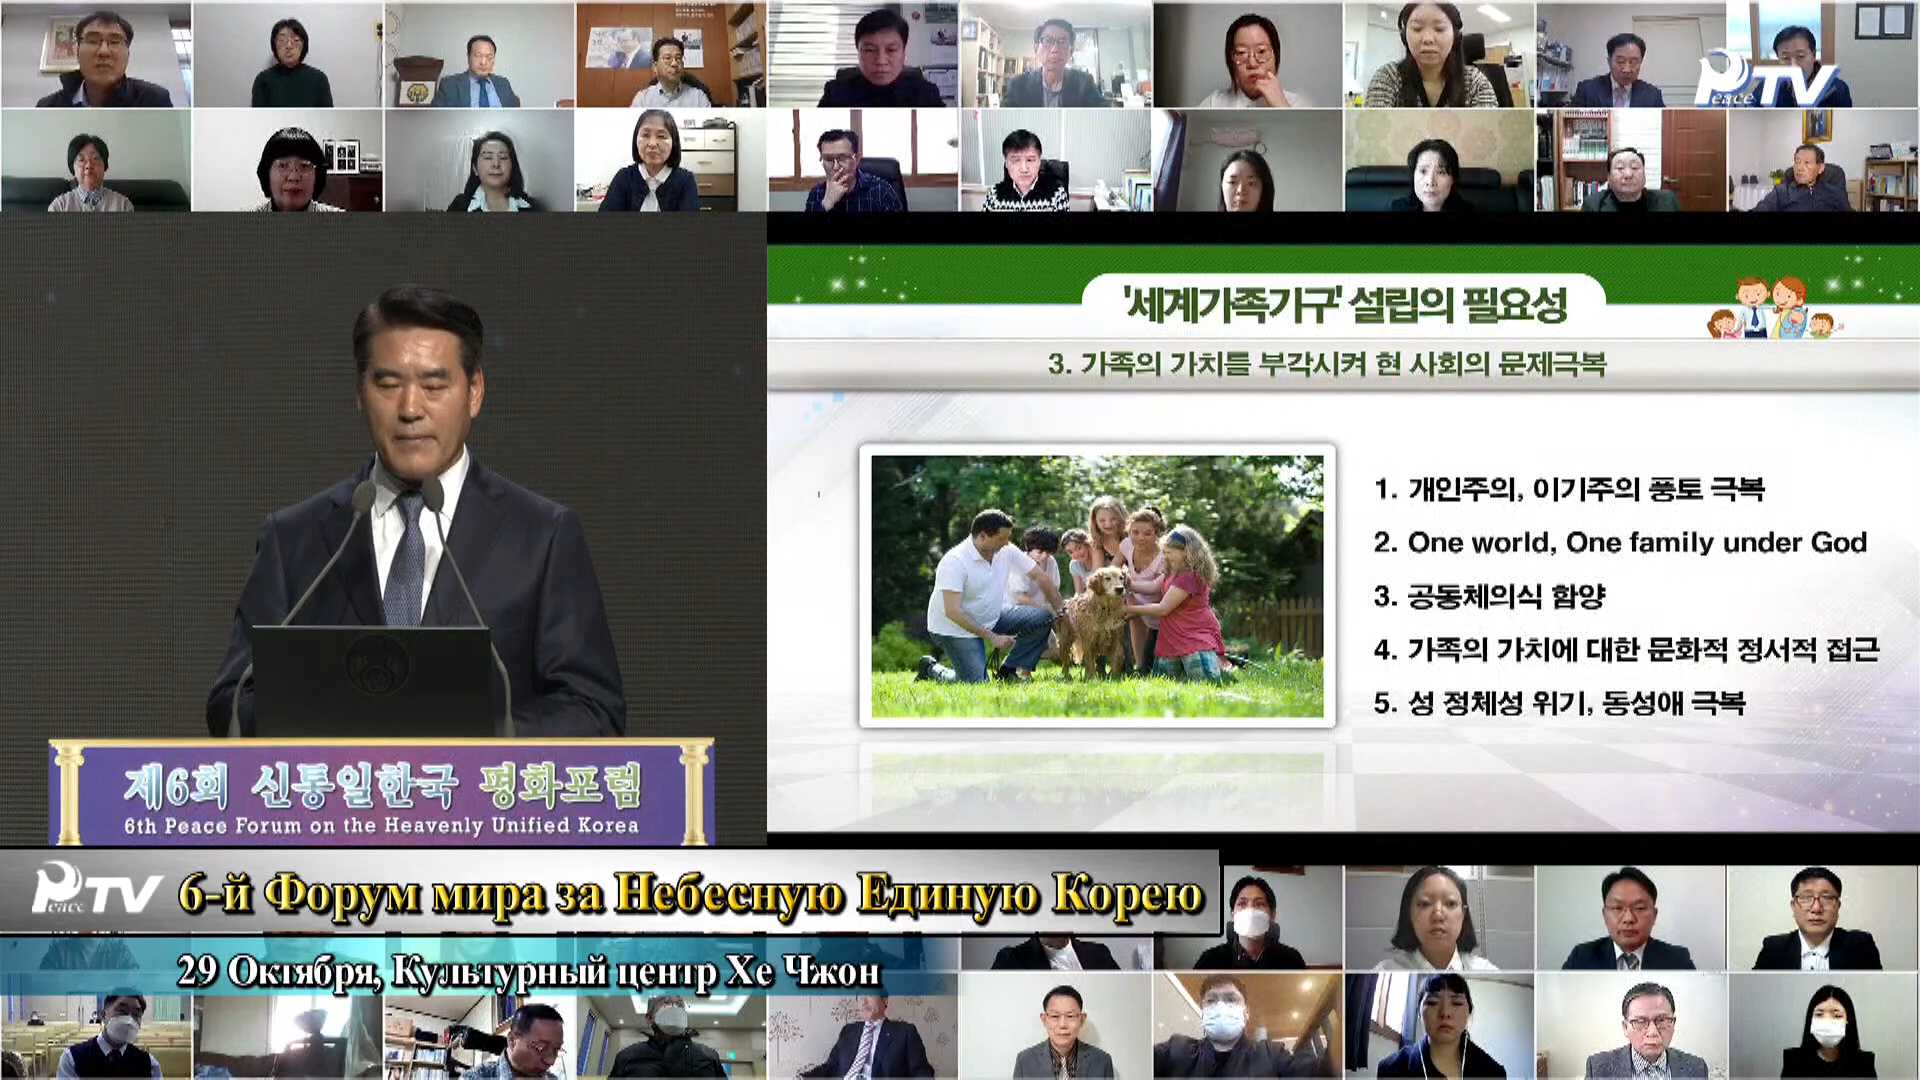 Peace TV
'세계가족기구' 설립의 필요성
3. 가족의 가치를 부각시켜 현 사회의 문제극복
1. 개인주의, 이기주의 풍토 극복
2. One world, One family under God
3. 공동체의식 함양
4. 가족의 가치에 대한 문화적 정서적 접근
5. 성 정체성 위기, 동성애 극복
제6회 신통일한국 평화포럼
6th Peace Forum on the Heavenly Unified Korea
Peace TV
6-й Форум мира за Небесную Единую Корею
29 Октября, Культурный центр Хе Чжон